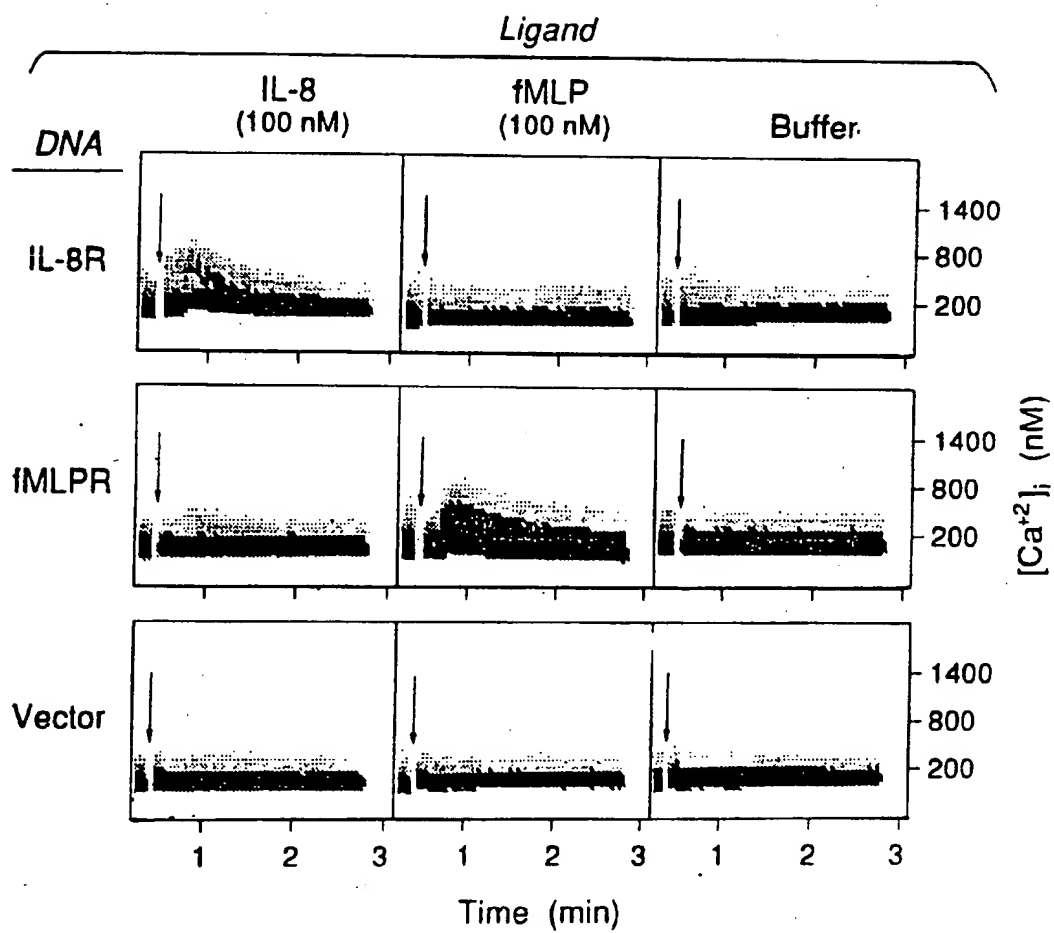 Ligand
IL-8 (100 nM)
fMLP (100 nM)
Buffer
DNA
IL-8R
1400
800
200
fMLPR
1400
800
200
[Ca+2]i (nM)
Vector
1400
800
200
1 2 3 1 2 3 1 2 3
Time (min)